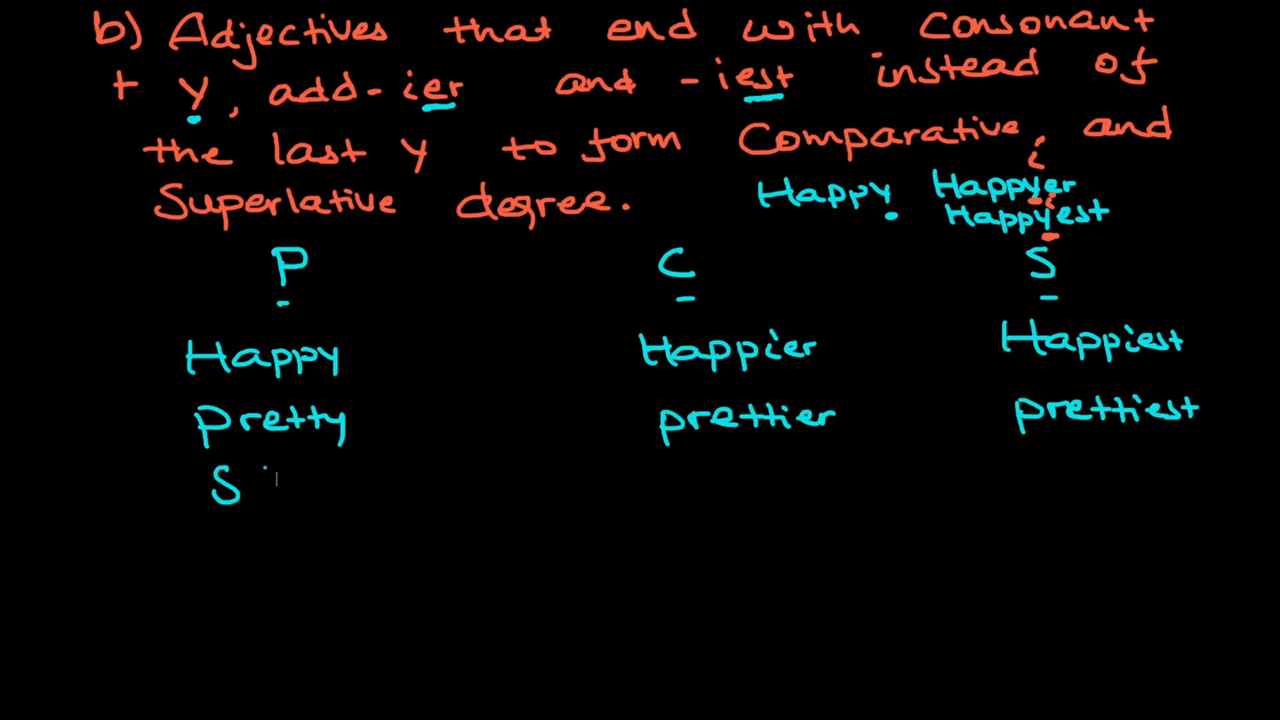 b) Adjectives that end with Consonant
+ y, add-ier and -iest instead of
the last y to form Comparative, and
Superlative degree. Happy Happyer
i
Happyest
i
P C S
Happy Happier Happiest
pretty prettier prettiest
S